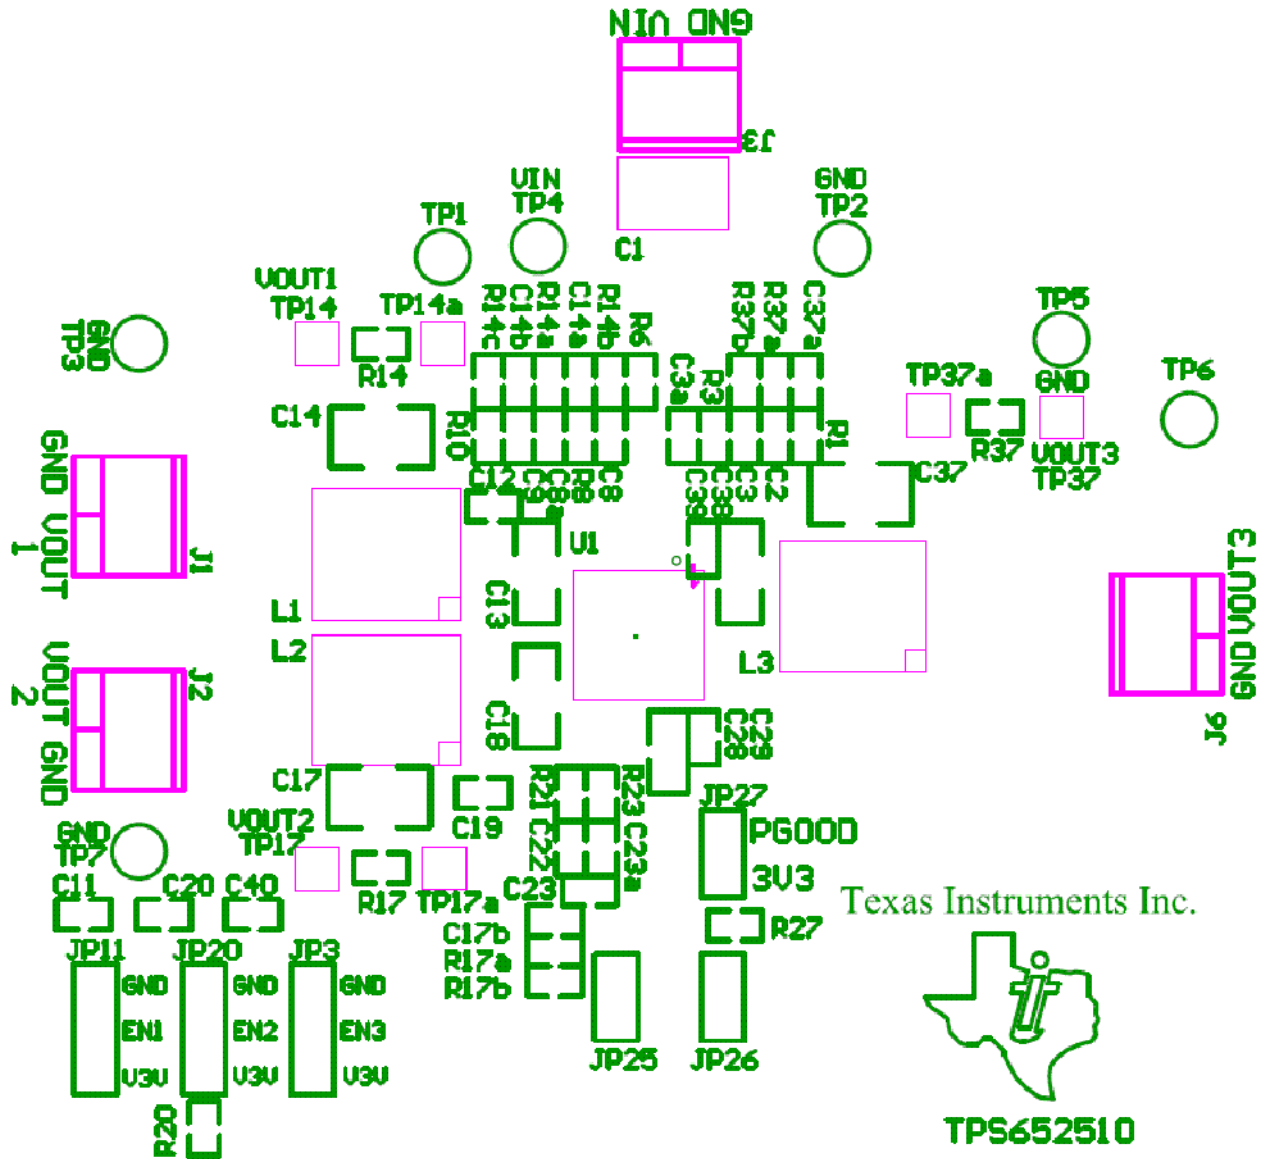 GND VIN
J3
C1
VIN
TP4
GND
TP2
TP1
VOUT1
TP14
TP14a
R14
GND
TP3
R14c
C14b
R14a
C14a
R14b
R6
R37b
R37a
C37a
C3a
R3
TP5
GND
TP6
TP37a
R37
VOUT3
TP37
C14
R10
R1
C37
C12
C9
C8a
R8
C8
C39
C38
C3
C2
GND VOUT
1
J1
U1
C13
L1
L2
L3
GND VOUT3
J6
VOUT GND
2
J2
C18
C28
C29
C17
C19
R21
R23
C22
C23a
JP27
PGOOD
3V3
GND
TP7
VOUT2
TP17
R17
TP17a
C23
C11
C20
C40
C17b
R17a
R17b
R27
Texas Instruments Inc.
JP11
JP20
JP3
GND
EN1
V3V
GND
EN2
V3V
GND
EN3
V3V
R20
JP25
JP26
TPS652510